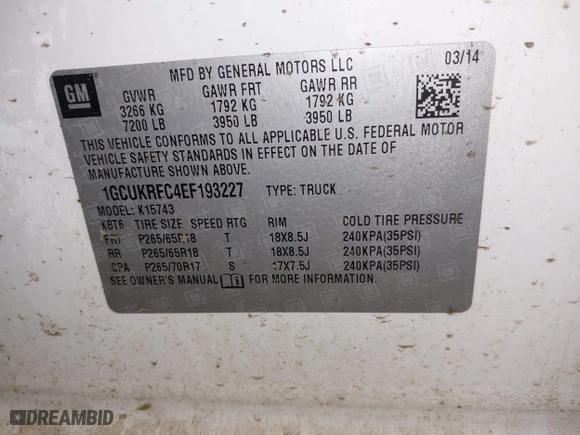 GM
MFD BY GENERAL MOTORS LLC 03/14
GVWR GAWR FRT GAWR RR
3266 KG 1792 KG 1792 KG
7200 LB 3950 LB 3950 LB
THIS VEHICLE CONFORMS TO ALL APPLICABLE U.S. FEDERAL MOTOR
VEHICLE SAFETY STANDARDS IN EFFECT ON THE DATE OF
MANUFACTURE SHOWN ABOVE.
1GCUKREC4EF193227 TYPE: TRUCK
MODEL: K15743
K6T6 TIRE SIZE SPEED RTG RIM COLD TIRE PRESSURE
FRT P265/65R18 T 18X8.5J 240KPA(35PSI)
RR P265/65R18 T 18X8.5J 240KPA(35PSI)
SPA P265/70R17 S 17X7.5J 240KPA(35PSI)
SEE OWNER'S MANUAL FOR MORE INFORMATION.
DREAMBID